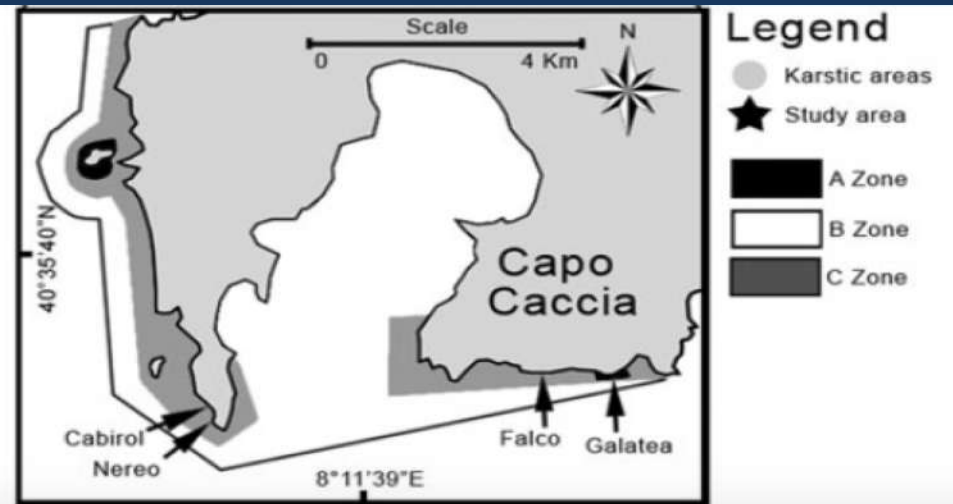 Scale
0 4 Km
N
Legend
Karstic areas
Study area
A Zone
B Zone
C Zone
40°35'40"N
Capo
Caccia
Cabirol
Nereo
Falco
Galatea
8°11'39"E